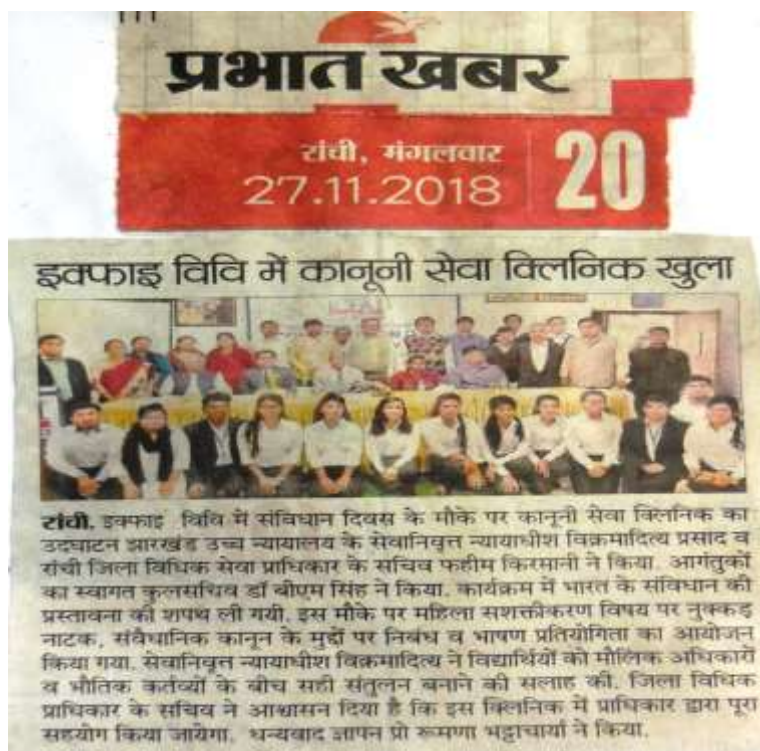 प्रभात खबर
रांची, मंगलवार
27.11.2018
20
इक्फाइ विवि में कानूनी सेवा क्लिनिक खुला
रांची. इक्फाइ विवि में संविधान दिवस के मौके पर कानूनी सेवा क्लिनिक का
उदघाटन झारखंड उच्च न्यायालय के सेवानिवृत्त न्यायाधीश विक्रमादित्य प्रसाद व
रांची जिला विधिक सेवा प्राधिकार के सचिव फहीम किरमानी ने किया. आगंतुकों
का स्वागत कुलसचिव डॉ बीएम सिंह ने किया. कार्यक्रम में भारत के संविधान की
प्रस्तावना की शपथ ली गयी. इस मौके पर महिला सशक्तीकरण विषय पर नुक्कड़
नाटक, संवैधानिक कानून के मुद्दों पर निबंध व भाषण प्रतियोगिता का आयोजन
किया गया. सेवानिवृत्त न्यायाधीश विक्रमादित्य ने विद्यार्थियों को मौलिक अधिकारों
व भौतिक कर्तव्यों के बीच सही संतुलन बनाने की सलाह की. जिला विधिक
प्राधिकार के सचिव ने आश्वासन दिया है कि इस क्लिनिक में प्राधिकार द्वारा पूरा
सहयोग किया जायेगा. धन्यवाद ज्ञापन प्रो रूमणा भट्टाचार्या ने किया.